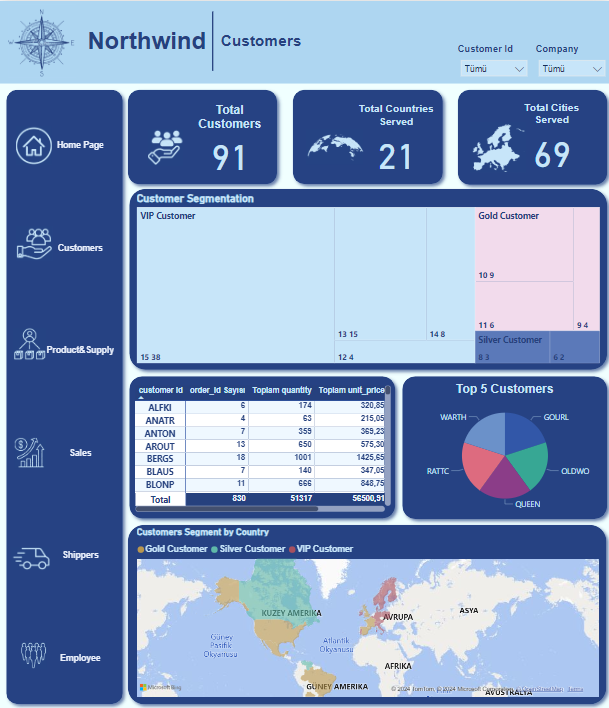 N
W E
S
Northwind
Customers
Customer Id
Company
Tümü
Tümü
Home Page
Customers
Product&Supply
Sales
Shippers
Employee
Total
Customers
91
Total Countries
Served
21
Total Cities
Served
69
Customer Segmentation
VIP Customer
15 38
13 15
12 4
14 8
Gold Customer
10 9
11 6
9 4
Silver Customer
8 3
6 2
customer id order_id Sayısı Toplam quantity Toplam unit_price
ALFKI 6 174 320,85
ANATR 4 63 215,05
ANTON 7 359 369,23
AROUT 13 650 575,30
BERGS 18 1001 1425,65
BLAUS 7 140 347,05
BLONP 11 666 848,75
Total 830 51317 56500,91
Top 5 Customers
WARTH
GOURL
RATTC
OLDWO
QUEEN
Customers Segment by Country
Gold Customer Silver Customer VIP Customer
KUZEY AMERIKA
AVRUPA
ASYA
Güney
Pasifik
Okyanusu
Atlantik
Okyanusu
AFRIKA
GÜNEY AMERIKA
AVUSTRALYA
Microsoft Bing
© 2024 TomTom, © 2024 Microsoft Corporation, © OpenStreetMap Terms